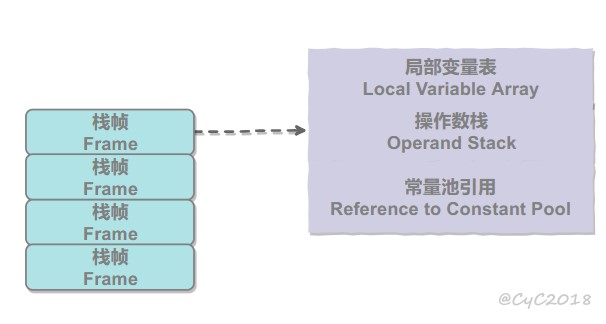 栈帧
Frame
栈帧
Frame
栈帧
Frame
栈帧
Frame
局部变量表
Local Variable Array
操作数栈
Operand Stack
常量池引用
Reference to Constant Pool
@CyC2018